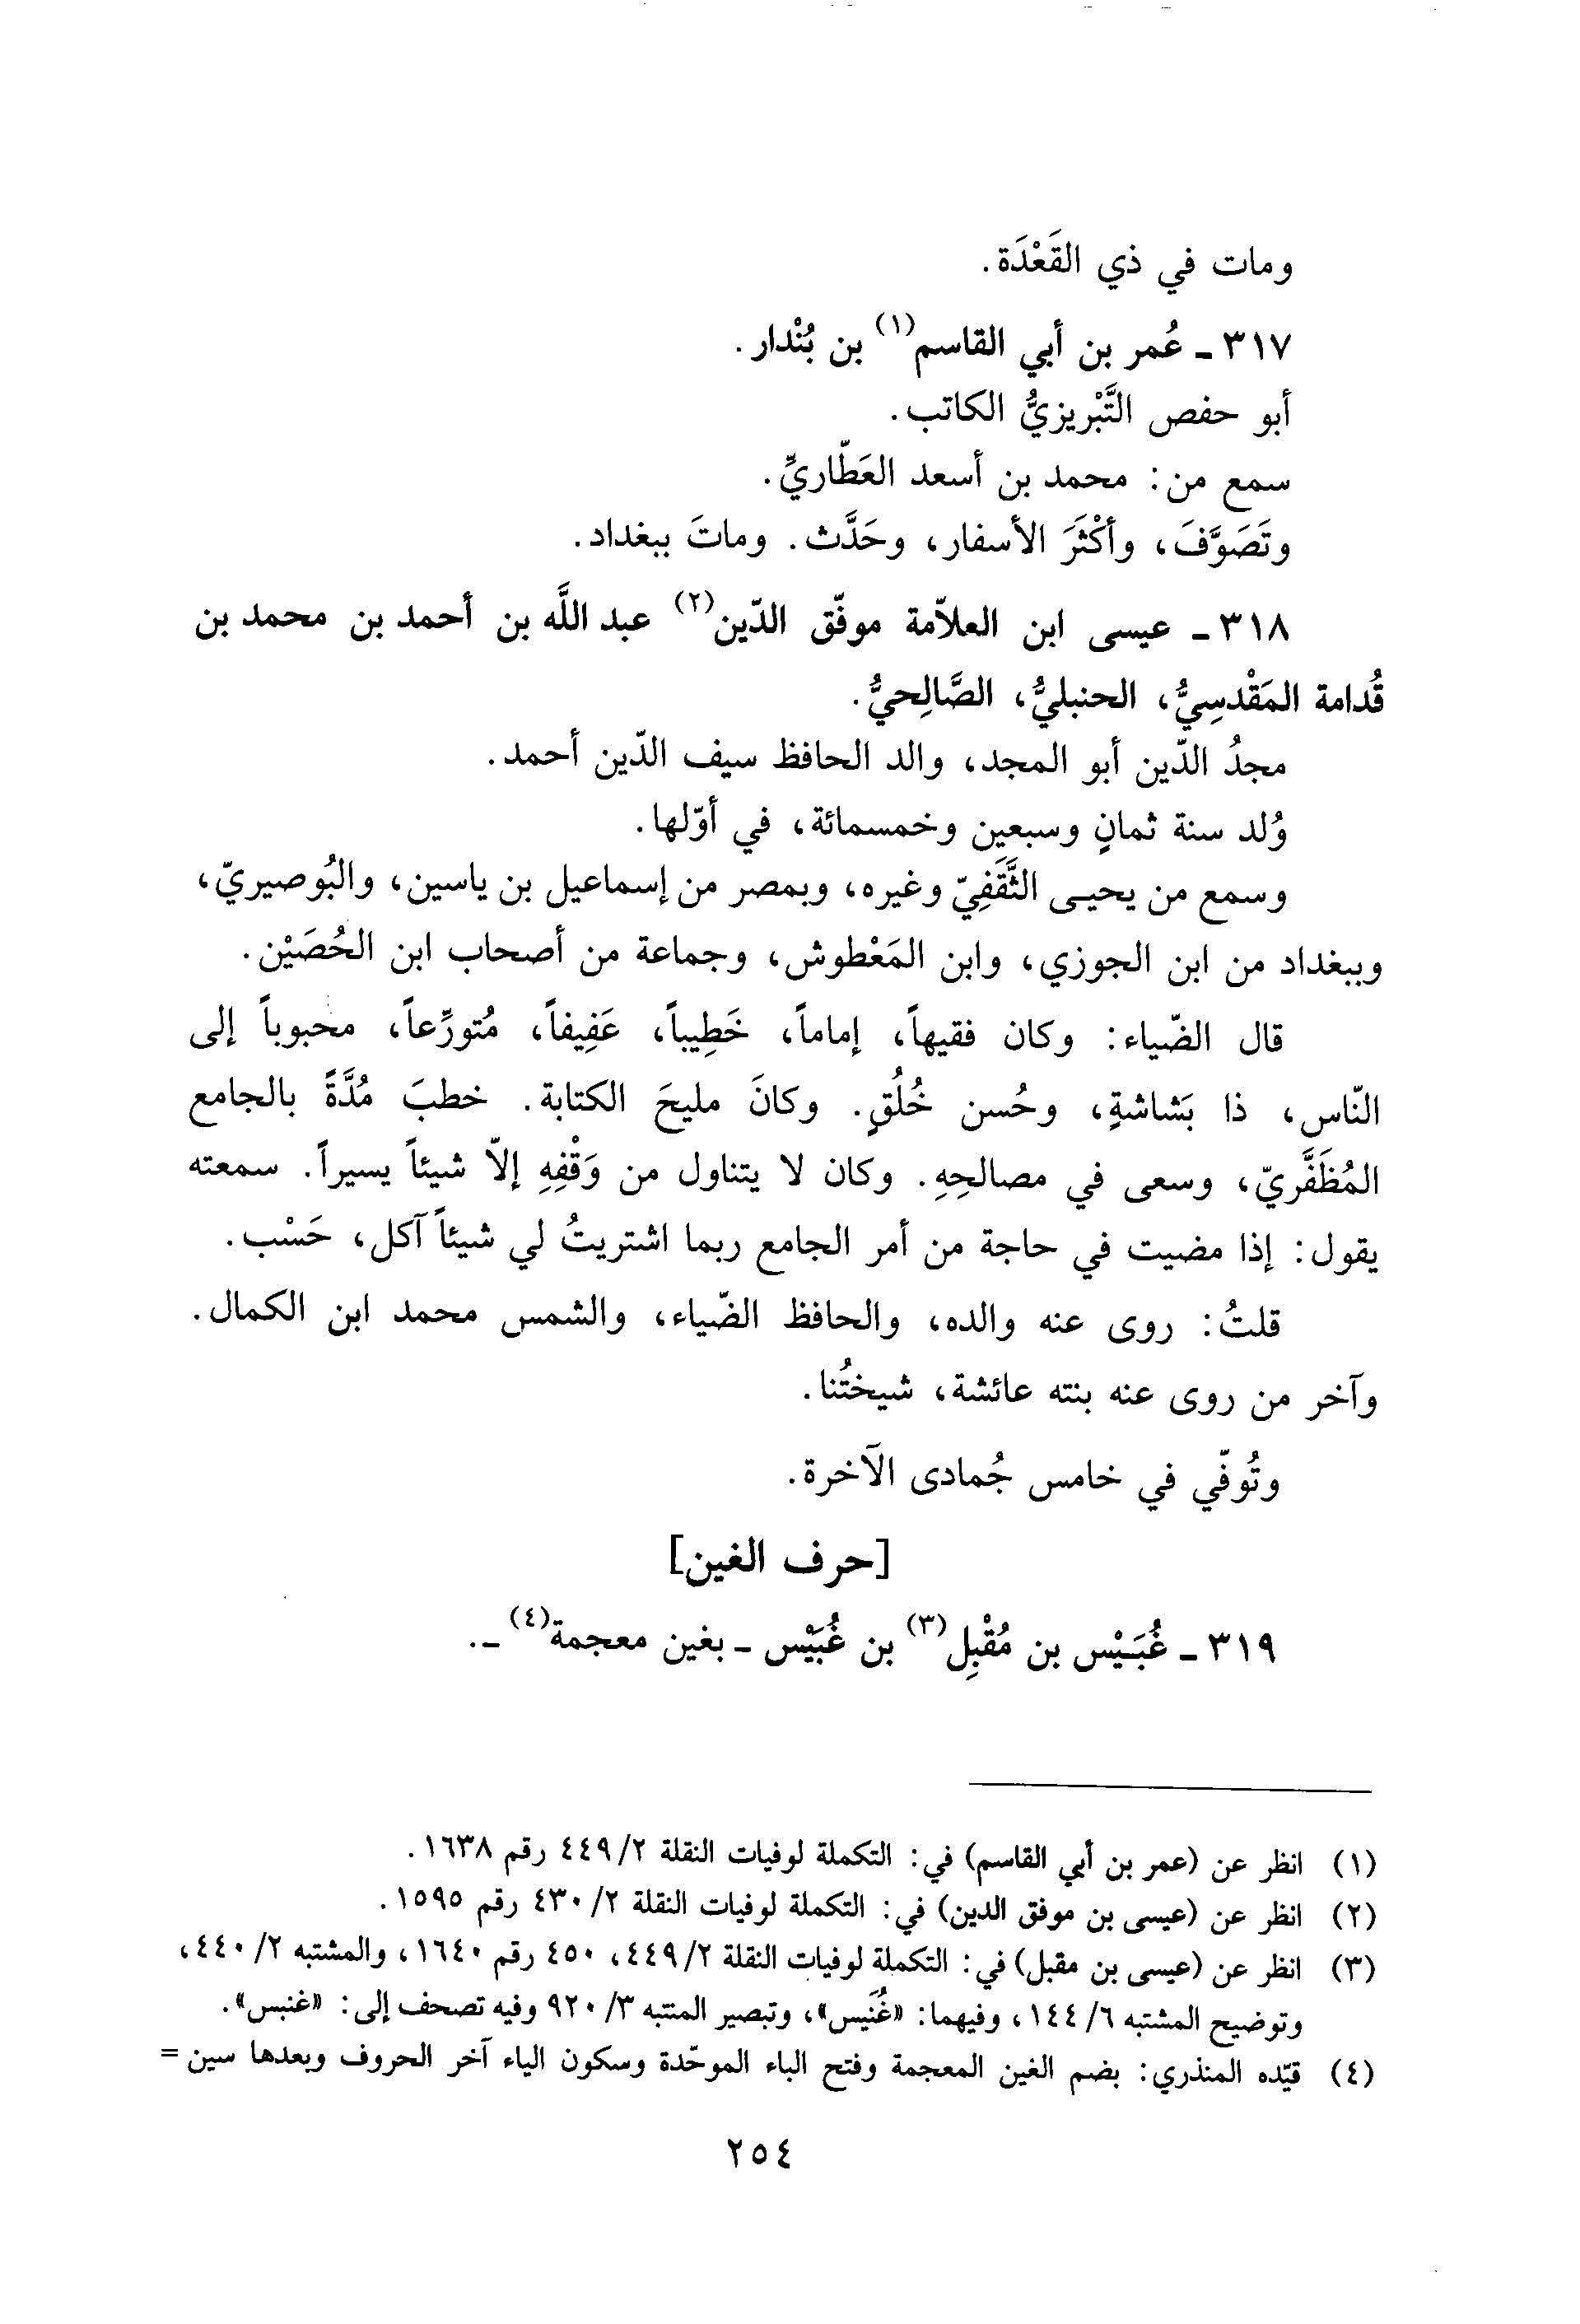 ومات في ذي القَعْدَة.
٣١٧ ـ عُمر بن أبي القاسم(١) بن بُنْدار.
أبو حفص التَّبْريزيُّ الكاتب.
سمع من: محمد بن أسعد العَطّاريِّ.
وتَصَوَّفَ، وأكْثَرَ الأسفار، وحَدَّث. وماتَ ببغداد.
٣١٨ ـ عيسى ابن العلاّمة موفّق الدّين(٢) عبد اللَّه بن أحمد بن محمد بن
قُدامة المَقْدسِيُّ، الحنبليُّ، الصَّالِحيُّ.
مجدُ الدّين أبو المجد، والد الحافظ سيف الدّين أحمد.
وُلد سنة ثمانٍ وسبعين وخمسمائة، في أوّلها.
وسمع من يحيـى الثَّقَفِيّ وغيره، وبمصر من إسماعيل بن ياسين، والبُوصيريّ،
وببغداد من ابن الجوزي، وابن المَعْطوش، وجماعة من أصحاب ابن الحُصَيْن.
قال الضّياء: وكان فقيهاً، إماماً، خَطِيباً، عَفِيفاً، مُتورِّعاً، محبوباً إلى
النّاس، ذا بَشاشةٍ، وحُسن خُلُقٍ. وكانَ مليحَ الكتابة. خطبَ مُدَّةً بالجامع
المُظَفَّريّ، وسعى في مصالحِهِ. وكان لا يتناول من وَقْفِهِ إلاّ شيئاً يسيراً. سمعته
يقول: إذا مضيت في حاجة من أمر الجامع ربما اشتريتُ لي شيئاً آكل، حَسْب.
قلتُ: روى عنه والده، والحافظ الضّياء، والشمس محمد ابن الكمال.
وآخر من روى عنه بنته عائشة، شيختُنا.
وتُوفّي في خامس جُمادى الآخرة.
[حرف الغين]
٣١٩ ـ غُبَـيْس بن مُقْبِل(٣) بن غُبَيْس ـ بغين معجمة(٤) ـ.
(١) انظر عن (عمر بن أبي القاسم) في: التكملة لوفيات النقلة ٢/ ٤٤٩ رقم ١٦٣٨.
(٢) انظر عن (عيسى بن موفق الدين) في: التكملة لوفيات النقلة ٢/ ٤٣٠ رقم ١٥٩٥.
(٣) انظر عن (عيسى بن مقبل) في: التكملة لوفيات النقلة ٢/ ٤٤٩، ٤٥٠ رقم ١٦٤٠، والمشتبه ٢/ ٤٤٠،
وتوضيح المشتبه ٦/ ١٤٤، وفيهما: «غُنَيس»، وتبصير المنتبه ٣/ ٩٢٠ وفيه تصحف إلى: «غنبس».
(٤) قيّده المنذري: بضم الغين المعجمة وفتح الباء الموحّدة وسكون الياء آخر الحروف وبعدها سين =
٢٥٤